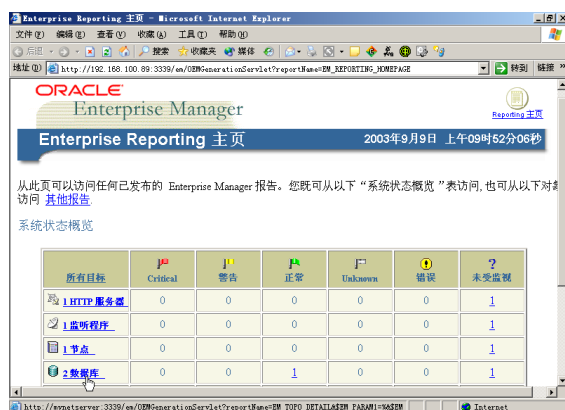 Enterprise Reporting 主页 - Microsoft Internet Explorer
文件(F) 编辑(E) 查看(V) 收藏(A) 工具(T) 帮助(H)
后退 搜索 收藏夹 媒体
地址(D) http://192.168.100.89:3339/em/OEMGenerationServlet?reportName=EM_REPORTING_HOMEPAGE 转到 链接 »
ORACLE
Enterprise Manager
Reporting 主页
Enterprise Reporting 主页 2003年9月9日 上午09时52分06秒
从此页可以访问任何已发布的 Enterprise Manager 报告。您既可从以下“系统状态概览”表访问,也可从以下对象
访问 其他报告.
系统状态概览
所有目标 Critical 警告 正常 Unknown 错误 未受监视
1 HTTP 服务器 0 0 0 0 0 1
1 监听程序 0 0 0 0 0 1
1 节点 0 0 0 0 0 1
2 数据库 0 0 1 0 0 1
http://mynetserver:3339/em/OEMGenerationServlet?reportName=EM_TOPO_DETAIL&$EM_PARAM1=%&$EM Internet